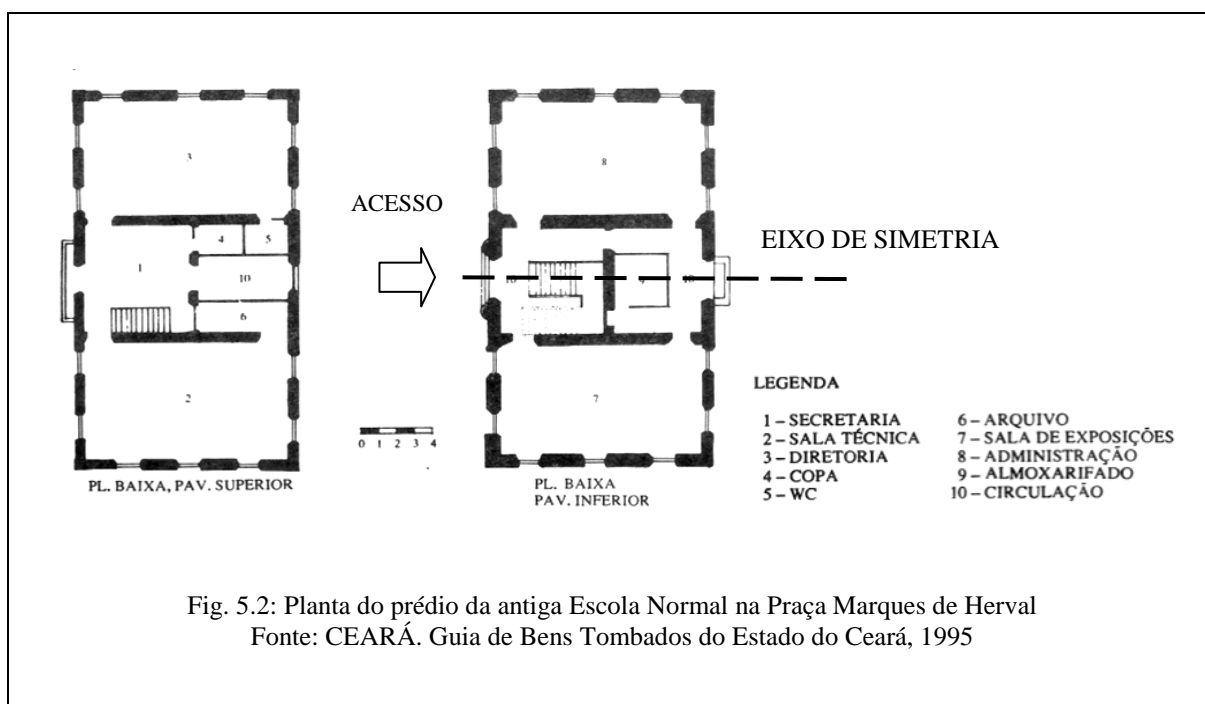 3
4
5
1
10
6
2
PL. BAIXA, PAV. SUPERIOR
ACESSO
0 1 2 3 4
8
10
9
10
7
PL. BAIXA
PAV. INFERIOR
EIXO DE SIMETRIA
LEGENDA
1 – SECRETARIA
2 – SALA TÉCNICA
3 – DIRETORIA
4 – COPA
5 – WC
6 – ARQUIVO
7 – SALA DE EXPOSIÇÕES
8 – ADMINISTRAÇÃO
9 – ALMOXARIFADO
10 – CIRCULAÇÃO
Fig. 5.2: Planta do prédio da antiga Escola Normal na Praça Marques de Herval
Fonte: CEARÁ. Guia de Bens Tombados do Estado do Ceará, 1995